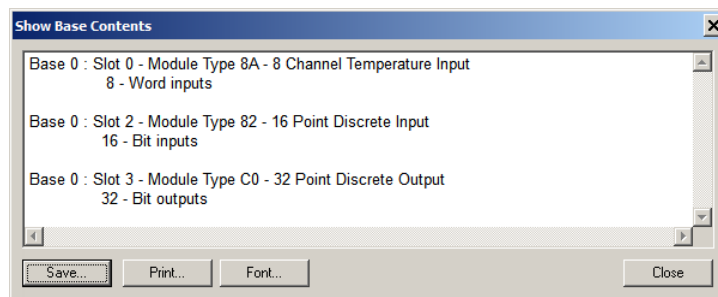 Show Base Contents
Base 0 : Slot 0 - Module Type 8A - 8 Channel Temperature Input
8 - Word inputs
Base 0 : Slot 2 - Module Type 82 - 16 Point Discrete Input
16 - Bit inputs
Base 0 : Slot 3 - Module Type C0 - 32 Point Discrete Output
32 - Bit outputs
Save... Print... Font... Close